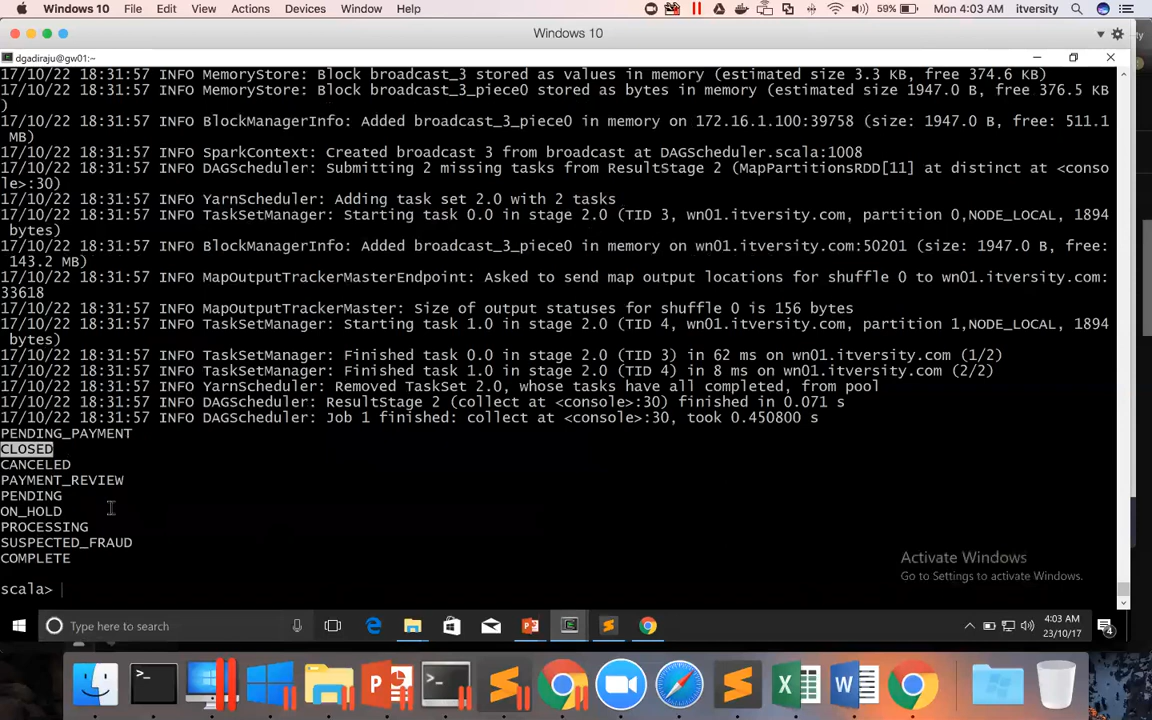 Windows 10 File Edit View Actions Devices Window Help 59% Mon 4:03 AM itversity
Windows 10
dgadiraju@gw01:~
17/10/22 18:31:57 INFO MemoryStore: Block broadcast_3 stored as values in memory (estimated size 3.3 KB, free 374.6 KB)
17/10/22 18:31:57 INFO MemoryStore: Block broadcast_3_piece0 stored as bytes in memory (estimated size 1947.0 B, free 376.5 KB
)
17/10/22 18:31:57 INFO BlockManagerInfo: Added broadcast_3_piece0 in memory on 172.16.1.100:39758 (size: 1947.0 B, free: 511.1
MB)
17/10/22 18:31:57 INFO SparkContext: Created broadcast 3 from broadcast at DAGScheduler.scala:1008
17/10/22 18:31:57 INFO DAGScheduler: Submitting 2 missing tasks from ResultStage 2 (MapPartitionsRDD[11] at distinct at <conso
le>:30)
17/10/22 18:31:57 INFO YarnScheduler: Adding task set 2.0 with 2 tasks
17/10/22 18:31:57 INFO TaskSetManager: Starting task 0.0 in stage 2.0 (TID 3, wn01.itversity.com, partition 0,NODE_LOCAL, 1894
bytes)
17/10/22 18:31:57 INFO BlockManagerInfo: Added broadcast_3_piece0 in memory on wn01.itversity.com:50201 (size: 1947.0 B, free:
143.2 MB)
17/10/22 18:31:57 INFO MapOutputTrackerMasterEndpoint: Asked to send map output locations for shuffle 0 to wn01.itversity.com:
33618
17/10/22 18:31:57 INFO MapOutputTrackerMaster: Size of output statuses for shuffle 0 is 156 bytes
17/10/22 18:31:57 INFO TaskSetManager: Starting task 1.0 in stage 2.0 (TID 4, wn01.itversity.com, partition 1,NODE_LOCAL, 1894
bytes)
17/10/22 18:31:57 INFO TaskSetManager: Finished task 0.0 in stage 2.0 (TID 3) in 62 ms on wn01.itversity.com (1/2)
17/10/22 18:31:57 INFO TaskSetManager: Finished task 1.0 in stage 2.0 (TID 4) in 8 ms on wn01.itversity.com (2/2)
17/10/22 18:31:57 INFO YarnScheduler: Removed TaskSet 2.0, whose tasks have all completed, from pool
17/10/22 18:31:57 INFO DAGScheduler: ResultStage 2 (collect at <console>:30) finished in 0.071 s
17/10/22 18:31:57 INFO DAGScheduler: Job 1 finished: collect at <console>:30, took 0.450800 s
PENDING_PAYMENT
CLOSED
CANCELED
PAYMENT_REVIEW
PENDING
ON_HOLD
PROCESSING
SUSPECTED_FRAUD
COMPLETE
scala>
Activate Windows
Go to Settings to activate Windows.
Type here to search
4:03 AM
23/10/17
4